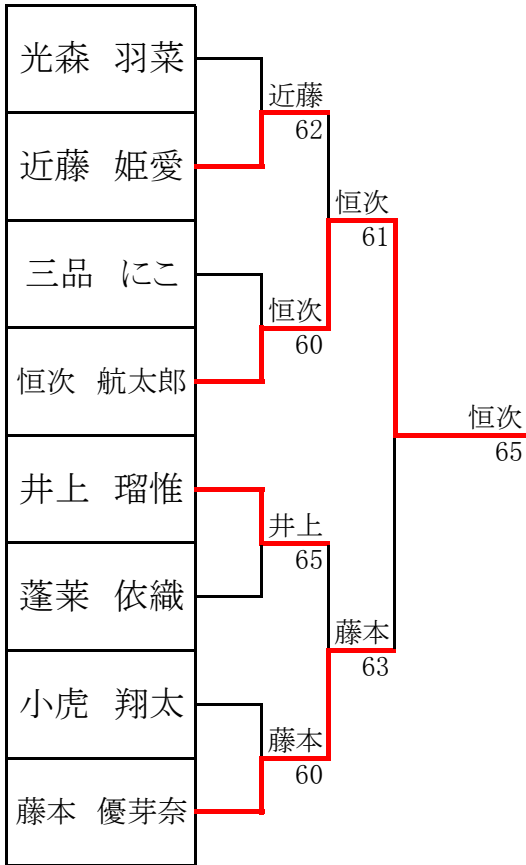 光森 羽菜
近藤 姫愛
三品 にこ
恒次 航太郎
井上 瑠惟
蓬莱 依織
小虎 翔太
藤本 優芽奈
近藤
62
恒次
60
井上
65
藤本
60
恒次
61
藤本
63
恒次
65